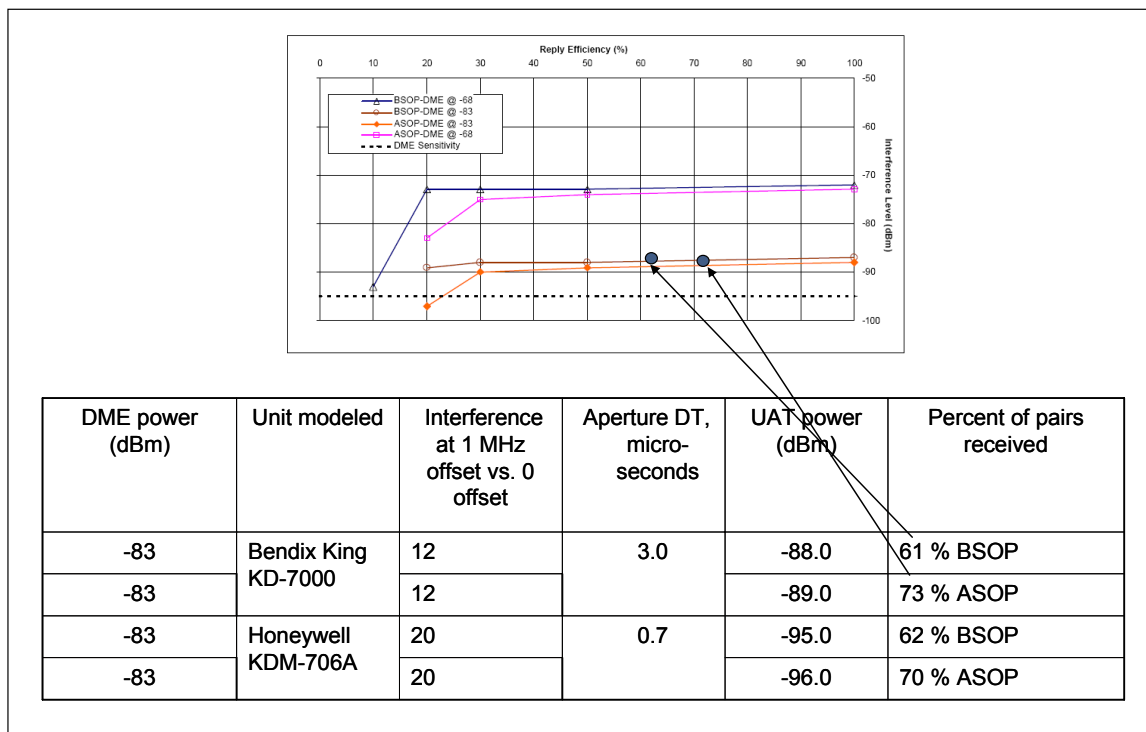 Reply Efficiency (%)
0 10 20 30 40 50 60 70 80 90 100
-50
BSOP-DME @ -68
BSOP-DME @ -83
ASOP-DME @ -83
ASOP-DME @ -68
DME Sensitivity
-60
-70
-80
-90
-100
Interference Level (dBm)
DME power
(dBm)
Unit modeled
Interference
at 1 MHz
offset vs. 0
offset
Aperture DT,
micro-
seconds
UAT power
(dBm)
Percent of pairs
received
-83
Bendix King
KD-7000
12
3.0
-88.0
61 % BSOP
-83
12
-89.0
73 % ASOP
-83
Honeywell
KDM-706A
20
0.7
-95.0
62 % BSOP
-83
20
-96.0
70 % ASOP